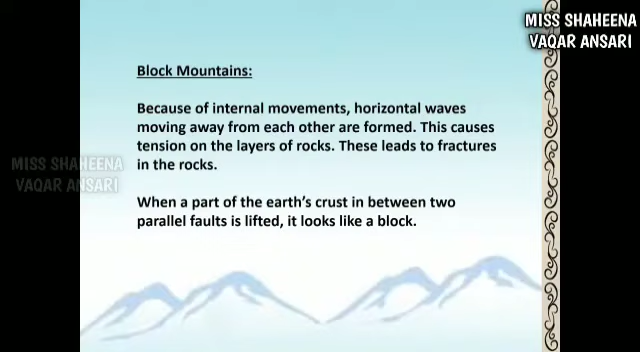 MISS SHAHEENA
VAQAR ANSARI
Block Mountains:
Because of internal movements, horizontal waves
moving away from each other are formed. This causes
tension on the layers of rocks. These leads to fractures
in the rocks.
MISS SHAHEENA
VAQAR ANSARI
When a part of the earth's crust in between two
parallel faults is lifted, it looks like a block.